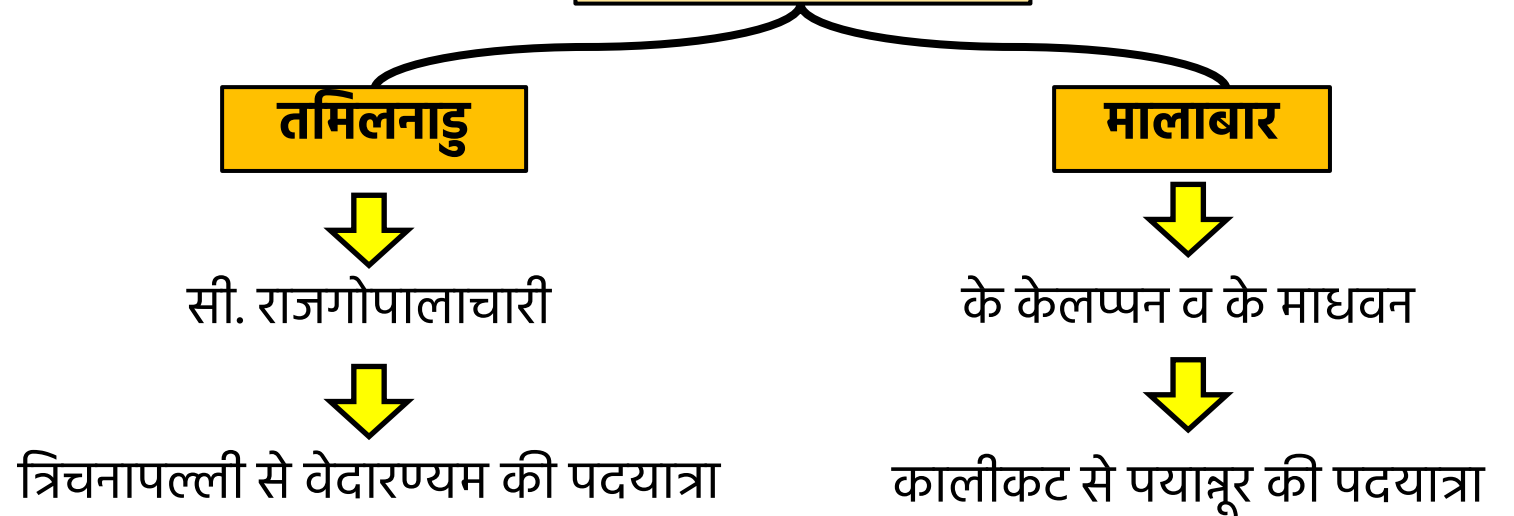 तमिलनाडु
मालाबार
सी. राजगोपालाचारी
के केलप्पन व के माधवन
त्रिचनापल्ली से वेदारण्यम की पदयात्रा
कालीकट से पयान्नूर की पदयात्रा